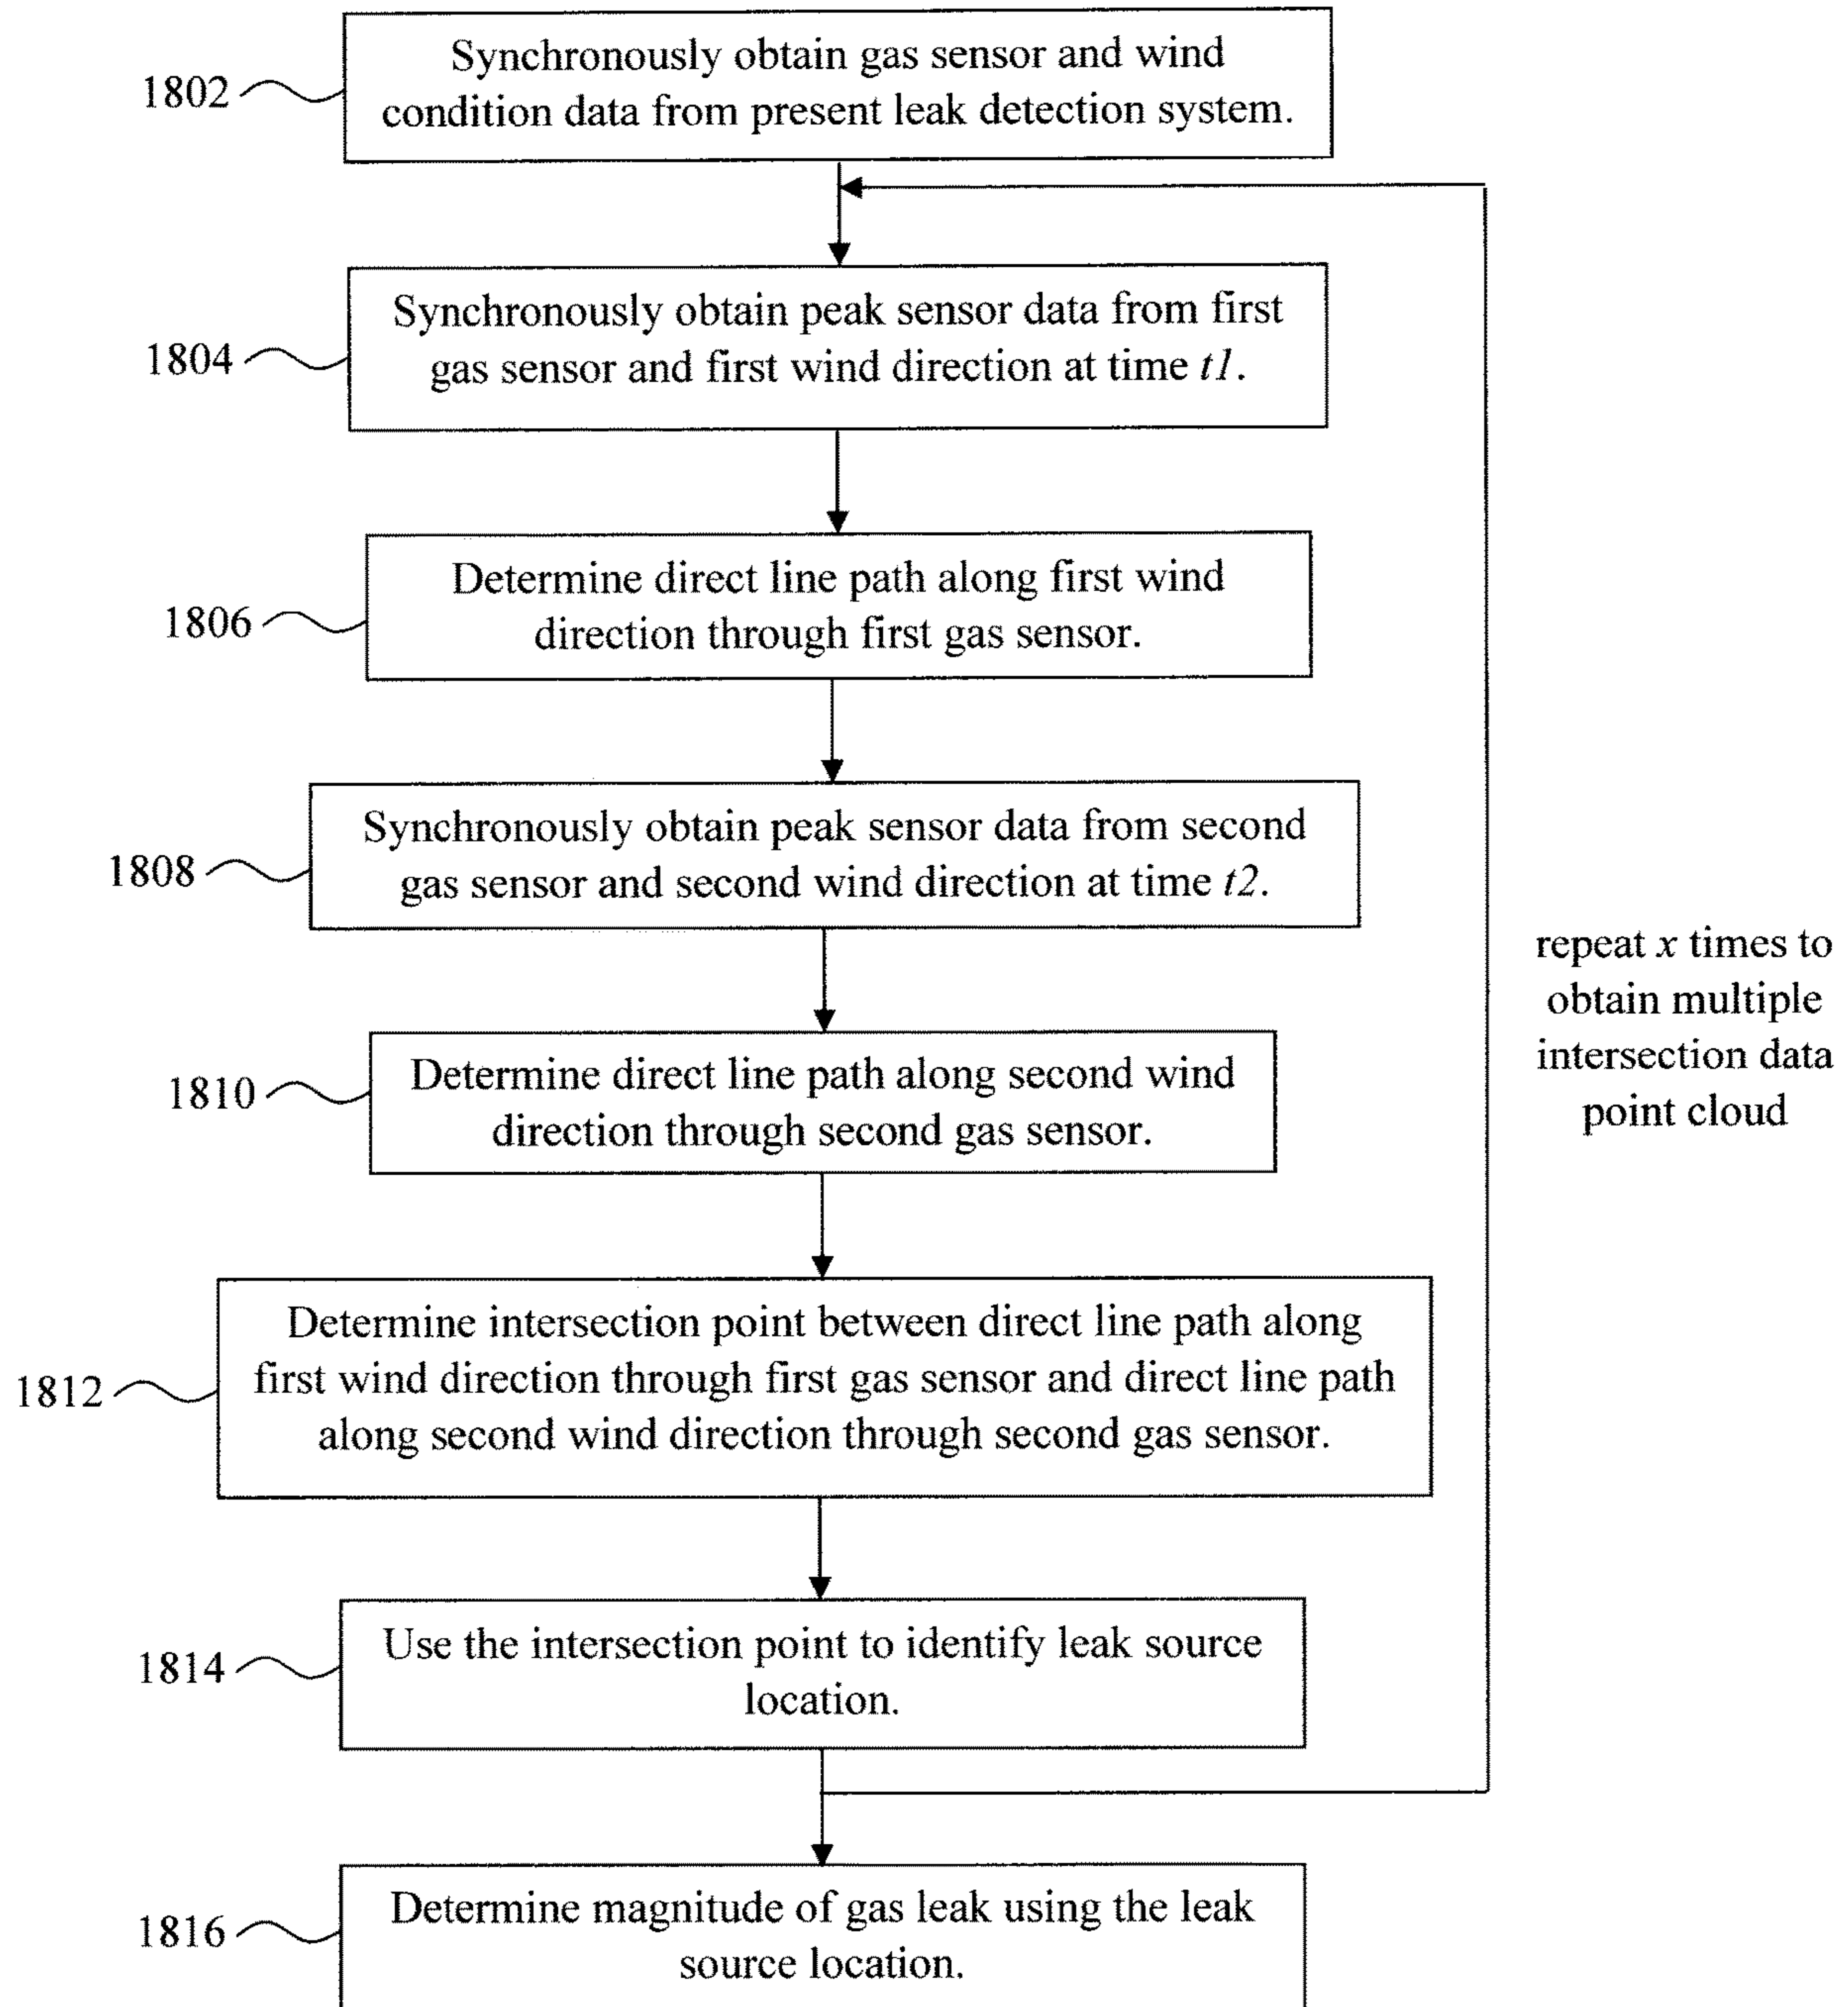 Synchronously obtain gas sensor and wind
condition data from present leak detection system.
1802
Synchronously obtain peak sensor data from first
gas sensor and first wind direction at time t1.
1804
Determine direct line path along first wind
direction through first gas sensor.
1806
Synchronously obtain peak sensor data from second
gas sensor and second wind direction at time t2.
1808
repeat x times to
obtain multiple
intersection data
point cloud
Determine direct line path along second wind
direction through second gas sensor.
1810
Determine intersection point between direct line path along
first wind direction through first gas sensor and direct line path
along second wind direction through second gas sensor.
1812
Use the intersection point to identify leak source
location.
1814
Determine magnitude of gas leak using the leak
source location.
1816